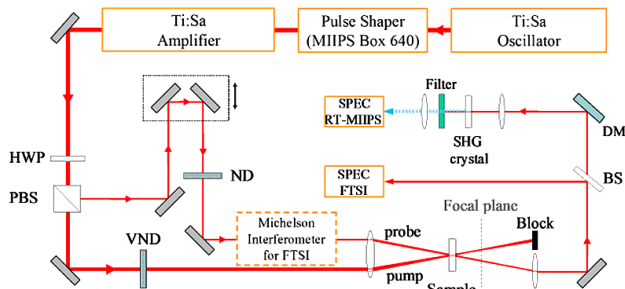 Ti:Sa
Amplifier
Pulse Shaper
(MIIPS Box 640)
Ti:Sa
Oscillator
Filter
SPEC
RT-MIIPS
SHG
crystal
DM
HWP
ND
SPEC
FTSI
BS
PBS
Focal plane
Michelson
Interferometer
for FTSI
probe
Block
VND
pump
Sample